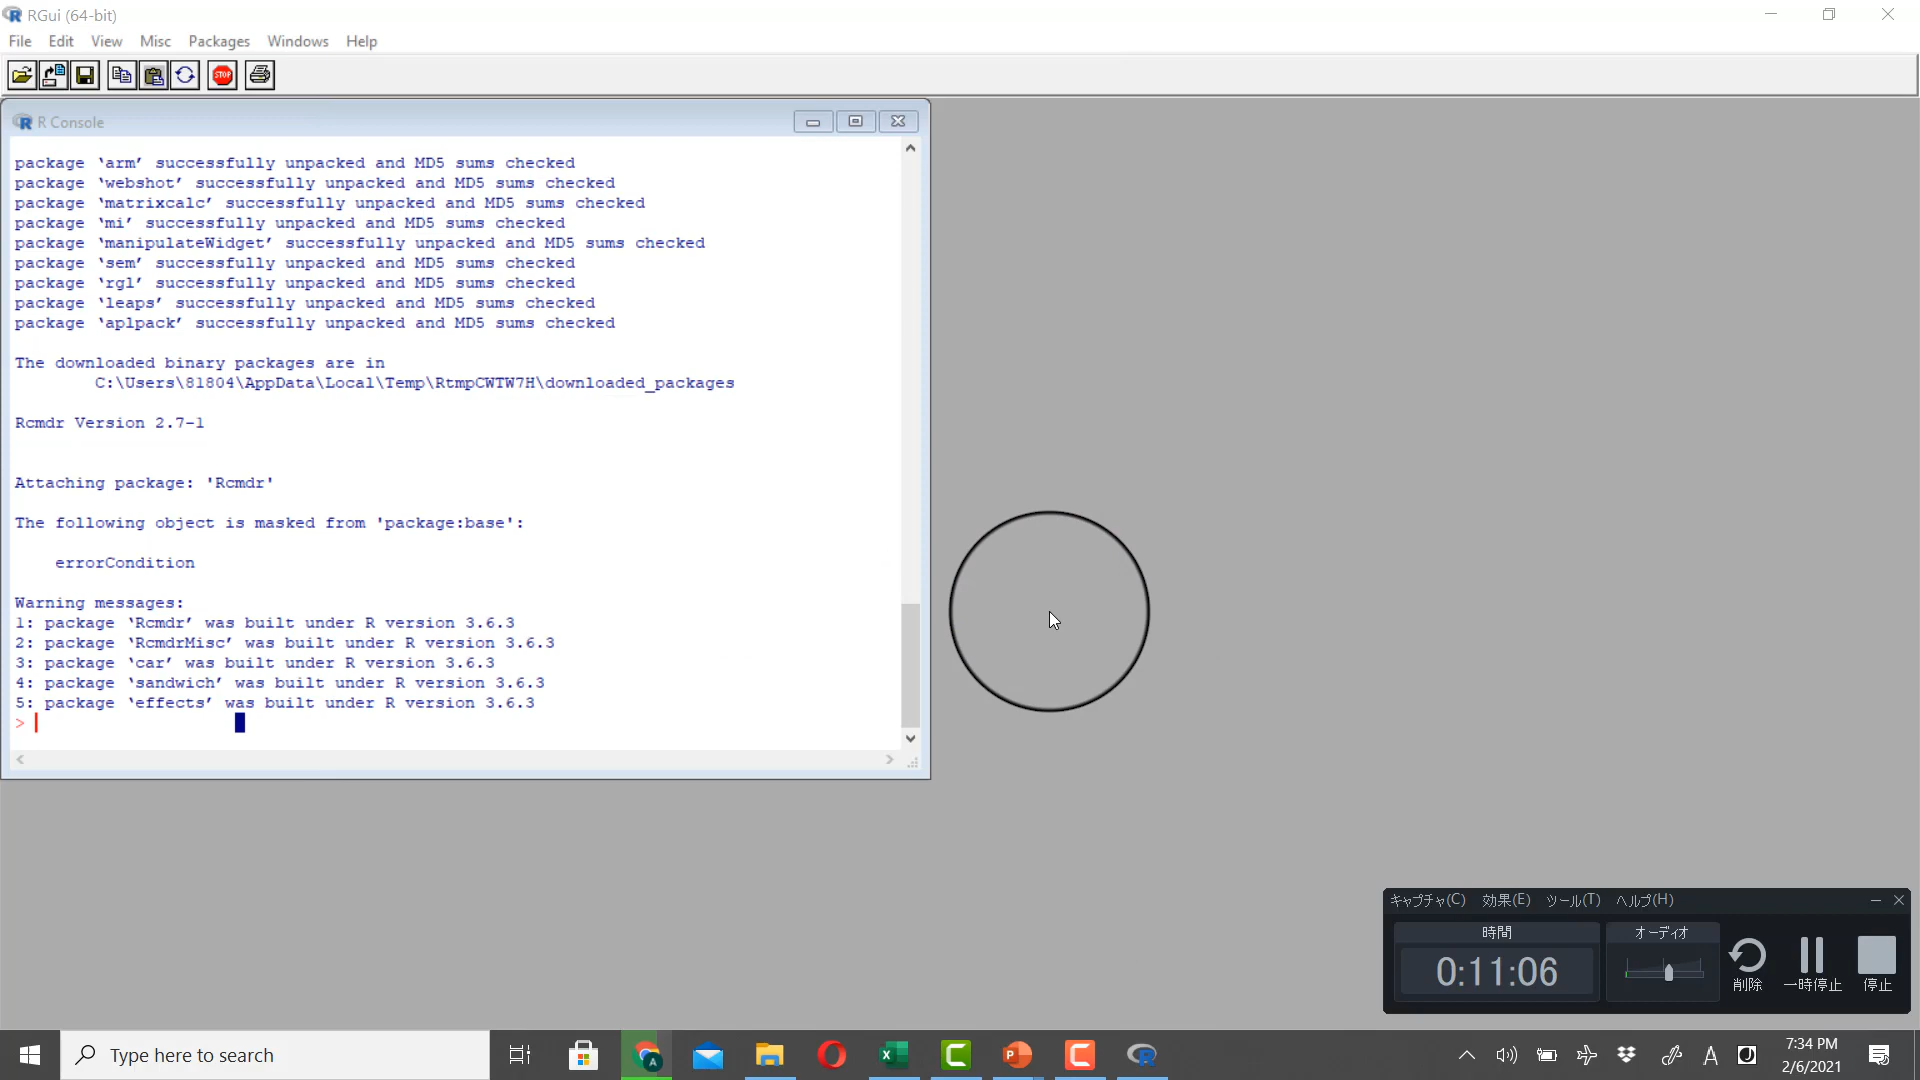 RGui (64-bit)
File Edit View Misc Packages Windows Help
STOP
R Console
package ‘arm’ successfully unpacked and MD5 sums checked
package ‘webshot’ successfully unpacked and MD5 sums checked
package ‘matrixcalc’ successfully unpacked and MD5 sums checked
package ‘mi’ successfully unpacked and MD5 sums checked
package ‘manipulateWidget’ successfully unpacked and MD5 sums checked
package ‘sem’ successfully unpacked and MD5 sums checked
package ‘rgl’ successfully unpacked and MD5 sums checked
package ‘leaps’ successfully unpacked and MD5 sums checked
package ‘aplpack’ successfully unpacked and MD5 sums checked
The downloaded binary packages are in
C:\Users\81804\AppData\Local\Temp\RtmpCWTW7H\downloaded_packages
Rcmdr Version 2.7-1
Attaching package: 'Rcmdr'
The following object is masked from 'package:base':
errorCondition
Warning messages:
1: package ‘Rcmdr’ was built under R version 3.6.3
2: package ‘RcmdrMisc’ was built under R version 3.6.3
3: package ‘car’ was built under R version 3.6.3
4: package ‘sandwich’ was built under R version 3.6.3
5: package ‘effects’ was built under R version 3.6.3
>
キャプチャ(C) 効果(E) ツール(T) ヘルプ(H)
時間 オーディオ
0:11:06
削除 一時停止 停止
Type here to search
7:34 PM
2/6/2021